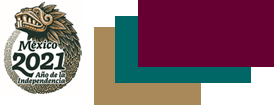 México
2021
Año de la
Independencia